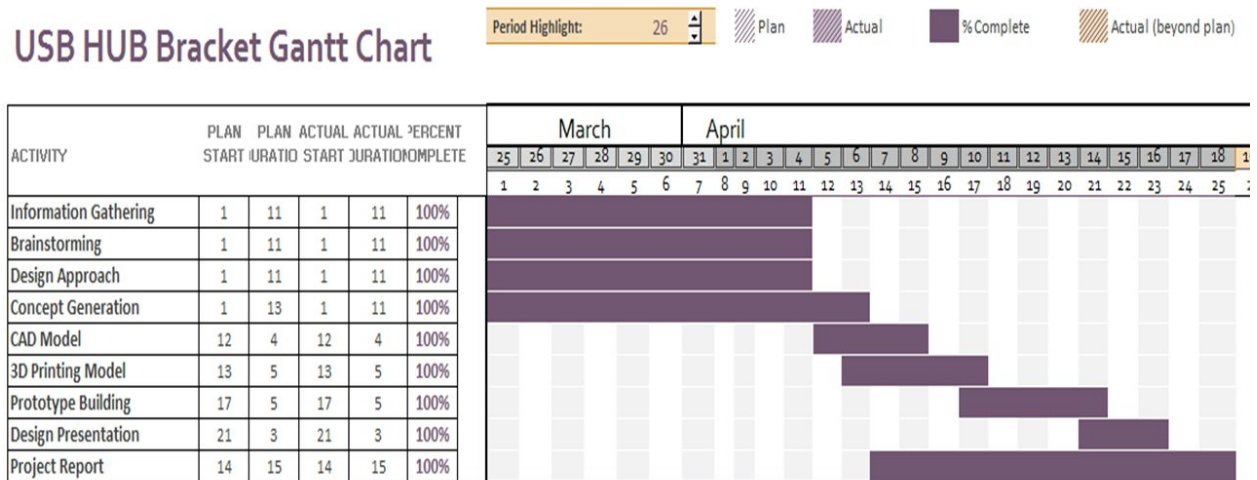 USB HUB Bracket Gantt Chart
Period Highlight: 26
Plan
Actual
% Complete
Actual (beyond plan)
March April
PLAN PLAN ACTUAL ACTUAL PERCENT
ACTIVITY START URATIO START DURATION OMPLETE
25 26 27 28 29 30 31 1 2 3 4 5 6 7 8 9 10 11 12 13 14 15 16 17 18
1 2 3 4 5 6 7 8 9 10 11 12 13 14 15 16 17 18 19 20 21 22 23 24 25
Information Gathering 1 11 1 11 100%
Brainstorming 1 11 1 11 100%
Design Approach 1 11 1 11 100%
Concept Generation 1 13 1 11 100%
CAD Model 12 4 12 4 100%
3D Printing Model 13 5 13 5 100%
Prototype Building 17 5 17 5 100%
Design Presentation 21 3 21 3 100%
Project Report 14 15 14 15 100%